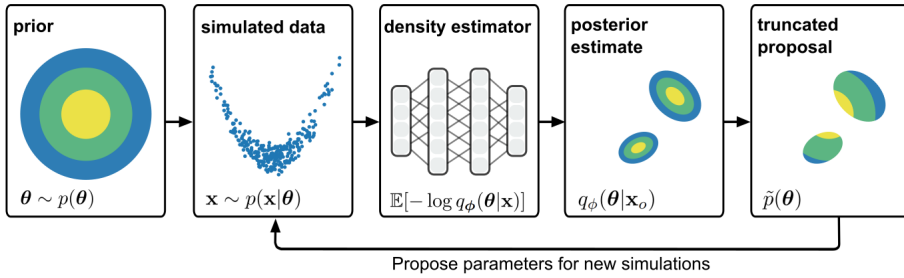 prior
simulated data
density estimator
posterior
estimate
truncated
proposal
θ ∼ p(θ)
x ∼ p(x|θ)
𝔼[− log q_ϕ(θ|x)]
q_ϕ(θ|x_o)
p̃(θ)
Propose parameters for new simulations